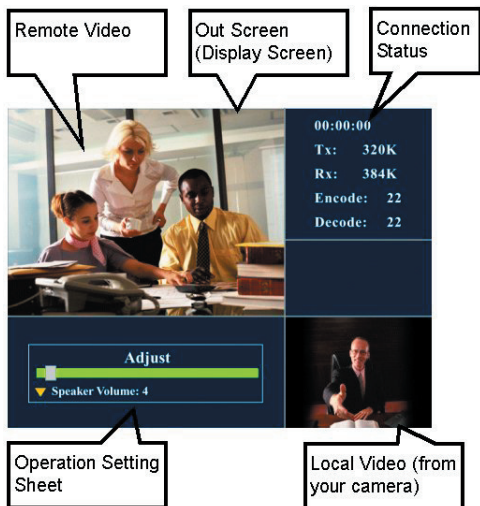 Remote Video
Out Screen
(Display Screen)
Connection
Status
00:00:00
Tx: 320K
Rx: 384K
Encode: 22
Decode: 22
Adjust
Speaker Volume: 4
Operation Setting
Sheet
Local Video (from
your camera)